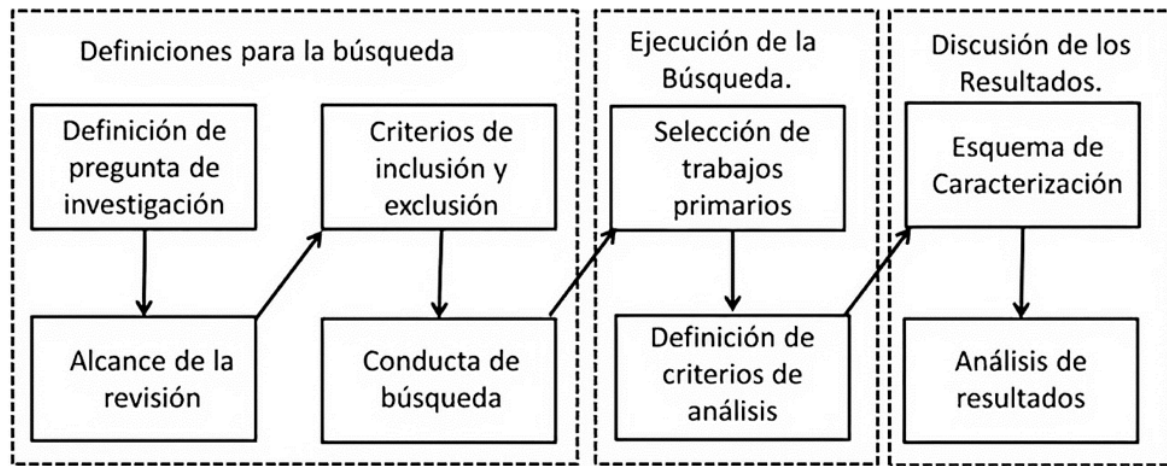 Definiciones para la búsqueda
Definición de
pregunta de
investigación
Alcance de la
revisión
Criterios de
inclusión y
exclusión
Conducta de
búsqueda
Ejecución de la
Búsqueda.
Selección de
trabajos
primarios
Definición de
criterios de
análisis
Discusión de los
Resultados.
Esquema de
Caracterización
Análisis de
resultados